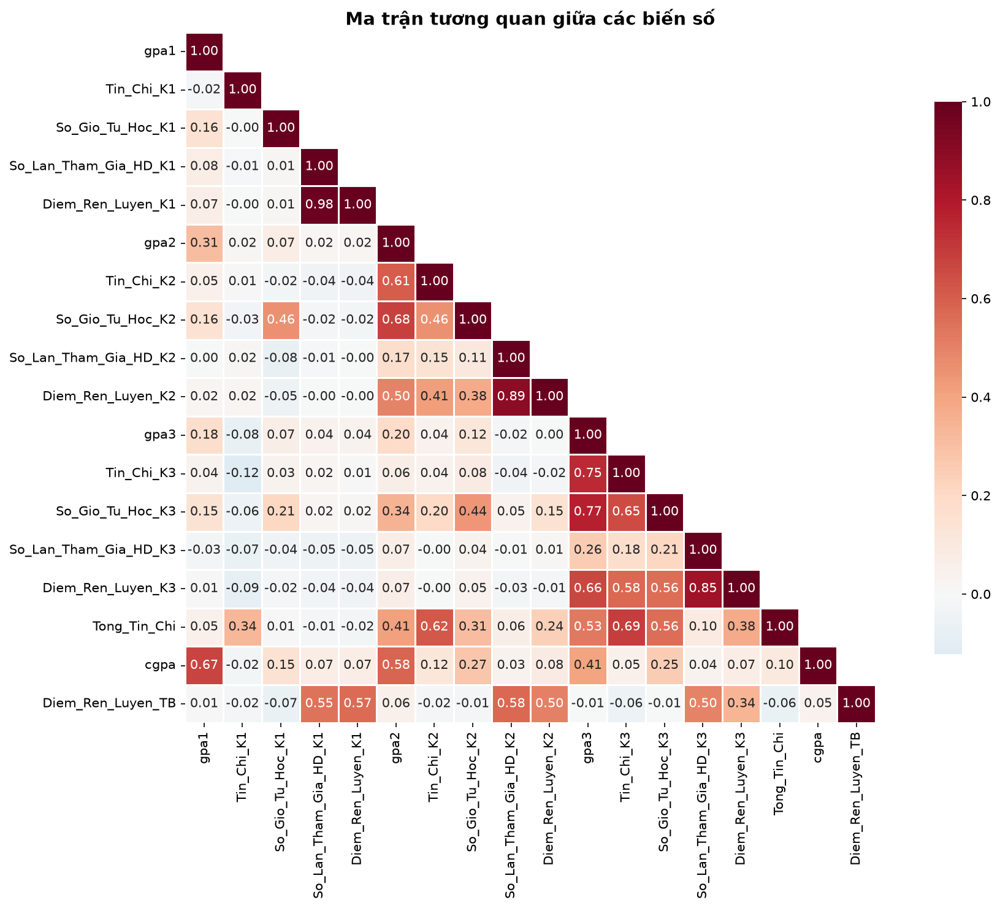 Ma trận tương quan giữa các biến số
gpa1 1.00
Tin_Chi_K1 -0.02 1.00
So_Gio_Tu_Hoc_K1 0.16 -0.00 1.00
So_Lan_Tham_Gia_HD_K1 0.08 -0.01 0.01 1.00
Diem_Ren_Luyen_K1 0.07 -0.00 0.01 0.98 1.00
gpa2 0.31 0.02 0.07 0.02 0.02 1.00
Tin_Chi_K2 0.05 0.01 -0.02 -0.04 -0.04 0.61 1.00
So_Gio_Tu_Hoc_K2 0.16 -0.03 0.46 -0.02 -0.02 0.68 0.46 1.00
So_Lan_Tham_Gia_HD_K2 0.00 0.02 -0.08 -0.01 -0.00 0.17 0.15 0.11 1.00
Diem_Ren_Luyen_K2 0.02 0.02 -0.05 -0.00 -0.00 0.50 0.41 0.38 0.89 1.00
gpa3 0.18 -0.08 0.07 0.04 0.04 0.20 0.04 0.12 -0.02 0.00 1.00
Tin_Chi_K3 0.04 -0.12 0.03 0.02 0.01 0.06 0.04 0.08 -0.04 -0.02 0.75 1.00
So_Gio_Tu_Hoc_K3 0.15 -0.06 0.21 0.02 0.02 0.34 0.20 0.44 0.05 0.15 0.77 0.65 1.00
So_Lan_Tham_Gia_HD_K3 -0.03 -0.07 -0.04 -0.05 -0.05 0.07 -0.00 0.04 -0.01 0.01 0.26 0.18 0.21 1.00
Diem_Ren_Luyen_K3 0.01 -0.09 -0.02 -0.04 -0.04 0.07 -0.00 0.05 -0.03 -0.01 0.66 0.58 0.56 0.85 1.00
Tong_Tin_Chi 0.05 0.34 0.01 -0.01 -0.02 0.41 0.62 0.31 0.06 0.24 0.53 0.69 0.56 0.10 0.38 1.00
cgpa 0.67 -0.02 0.15 0.07 0.07 0.58 0.12 0.27 0.03 0.08 0.41 0.05 0.25 0.04 0.07 0.10 1.00
Diem_Ren_Luyen_TB 0.01 -0.02 -0.07 0.55 0.57 0.06 -0.02 -0.01 0.58 0.50 -0.01 -0.06 -0.01 0.50 0.34 -0.06 0.05 1.00
gpa1
Tin_Chi_K1
So_Gio_Tu_Hoc_K1
So_Lan_Tham_Gia_HD_K1
Diem_Ren_Luyen_K1
gpa2
Tin_Chi_K2
So_Gio_Tu_Hoc_K2
So_Lan_Tham_Gia_HD_K2
Diem_Ren_Luyen_K2
gpa3
Tin_Chi_K3
So_Gio_Tu_Hoc_K3
So_Lan_Tham_Gia_HD_K3
Diem_Ren_Luyen_K3
Tong_Tin_Chi
cgpa
Diem_Ren_Luyen_TB
1.0
0.8
0.6
0.4
0.2
0.0